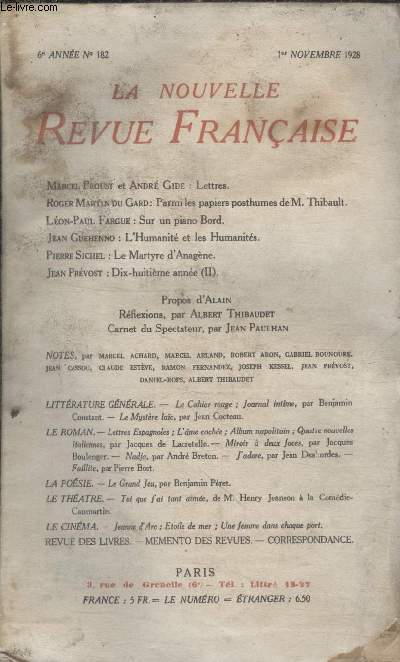 Le-livre.com
6e ANNÉE No 182 1er NOVEMBRE 1928
LA NOUVELLE
REVUE FRANÇAISE
MARCEL PROUST et ANDRÉ GIDE : Lettres.
ROGER MARTIN DU GARD : Parmi les papiers posthumes de M. Thibault.
LÉON-PAUL FARGUE : Sur un piano Bord.
JEAN GUÉHENNO : L'Humanité et les Humanités.
PIERRE SICHEL : Le Martyre d'Anagène.
JEAN PRÉVOST : Dix-huitième année (II).
Propos d'ALAIN
Réflexions, par ALBERT THIBAUDET
Carnet du Spectateur, par JEAN PAULHAN
NOTES, par MARCEL ACHARD, MARCEL ARLAND, ROBERT ARON, GABRIEL BOUNOURE,
JEAN CASSOU, CLAUDE ESTÈVE, RAMON FERNANDEZ, JOSEPH KESSEL, JEAN PRÉVOST,
DANIEL-ROPS, ALBERT THIBAUDET
LITTÉRATURE GÉNÉRALE. — Le Cahier rouge ; Journal intime, par Benjamin
Constant. — Le Mystère laïc, par Jean Cocteau.
LE ROMAN. — Lettres Espagnoles ; L'âme cachée ; Album napolitain ; Quatre nouvelles
italiennes, par Jacques de Lacretelle. — Miroir à deux faces, par Jacques
Boulenger. — Nadja, par André Breton. — J'adore, par Jean Desbordes. —
Faillite, par Pierre Bost.
LA POÉSIE. — Le Grand Jeu, par Benjamin Péret.
LE THÉATRE. — Toi que j'ai tant aimée, de M. Henry Jeanson à la Comédie-
Caumartin.
LE CINÉMA. — Jeanne d'Arc ; Etoile de mer ; Une femme dans chaque port.
REVUE DES LIVRES. — MEMENTO DES REVUES. — CORRESPONDANCE.
PARIS
3, rue de Grenelle (6e) — Tél. : Littré 12-27
FRANCE : 5 FR. = LE NUMÉRO = ÉTRANGER : 6.50